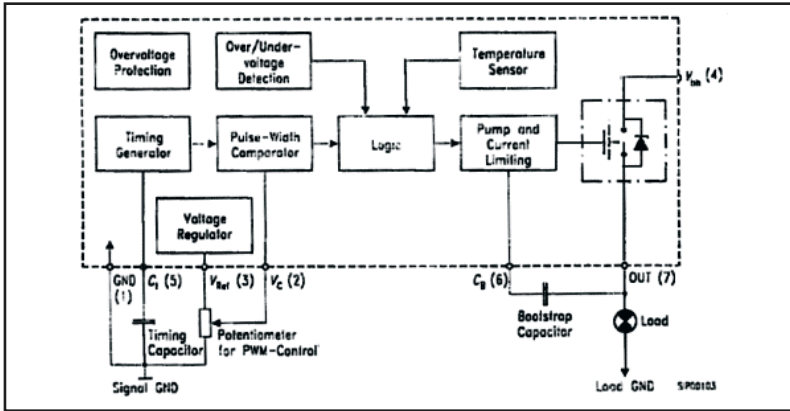 Overvoltage
Protection
Over/Under-
voltage
Detection
Temperature
Sensor
Vbb (4)
Timing
Generator
Pulse-Width
Comparator
Logic
Pump and
Current
Limiting
Voltage
Regulator
GND
(1)
CT (5)
VRef (3)
VC (2)
CB (6)
OUT (7)
Timing
Capacitor
Potentiometer
for PWM-Control
Bootstrap
Capacitor
Load
Signal GND
Load GND
SP00103